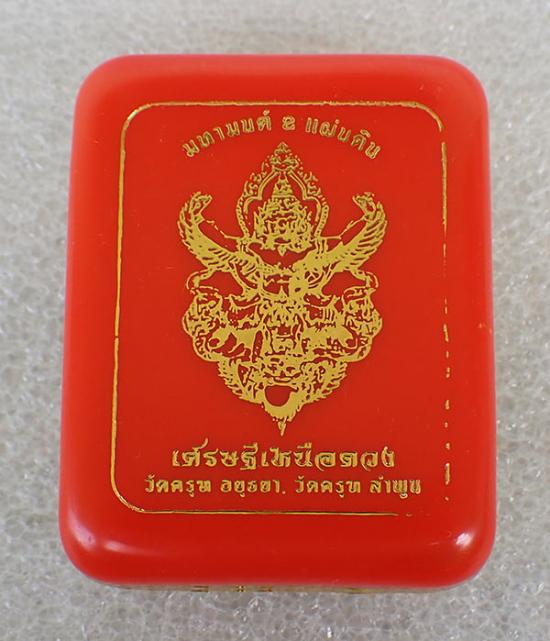 มหามนต์ ๕ แผ่นดิน
เศรษฐีเหนือดวง
วัดครุฑ อยุธยา, วัดครุฑ ลำพูน